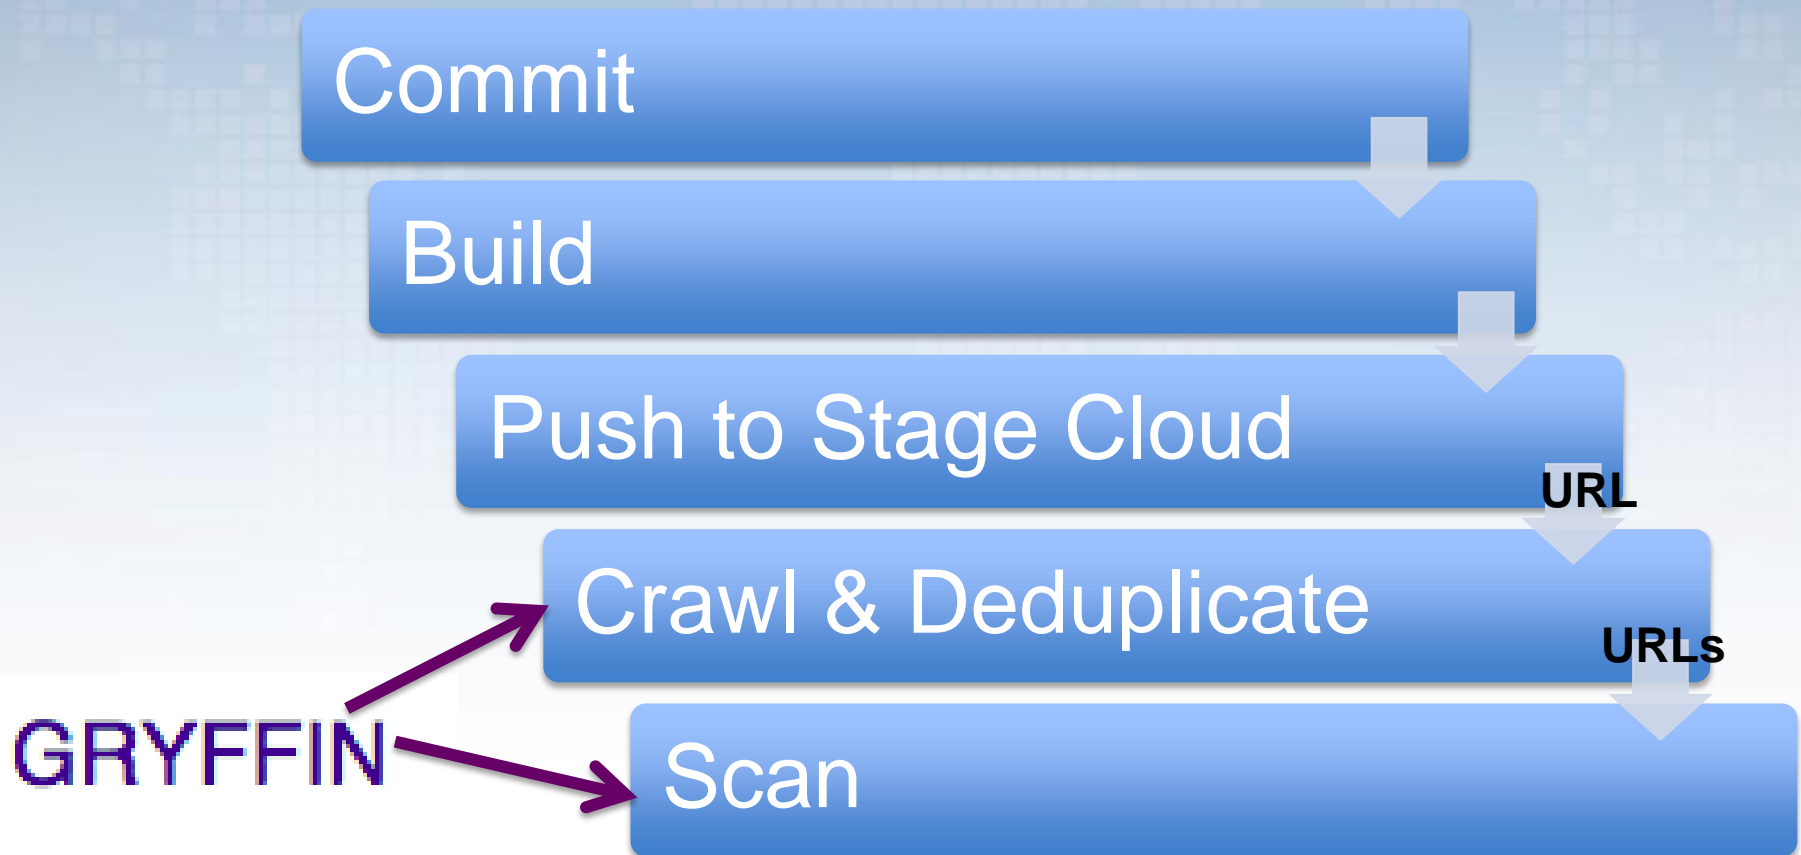 Commit
Build
Push to Stage Cloud
URL
Crawl & Deduplicate
URLs
GRYFFIN
Scan